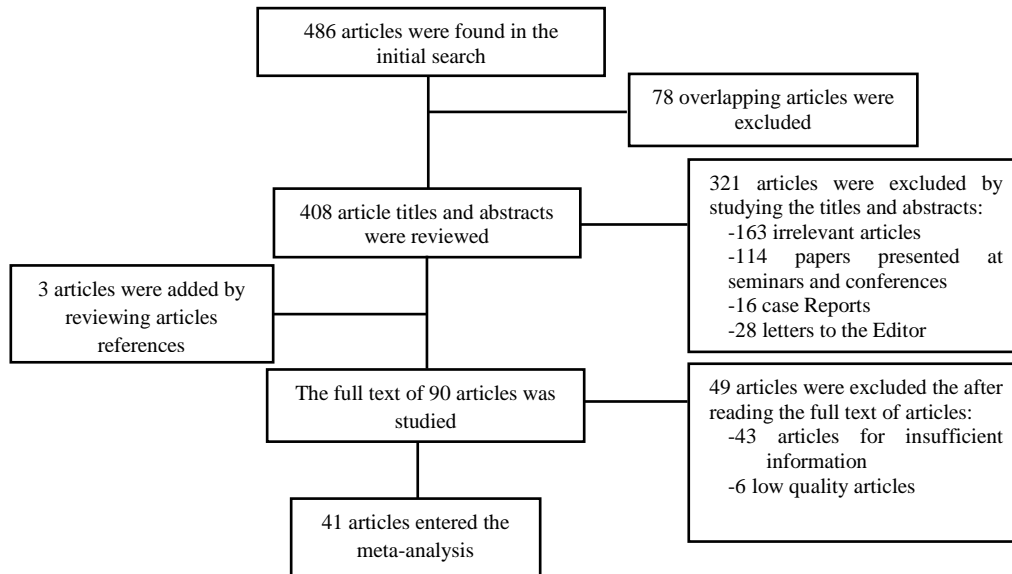 486 articles were found in the
initial search
78 overlapping articles were
excluded
408 article titles and abstracts
were reviewed
321 articles were excluded by
studying the titles and abstracts:
-163 irrelevant articles
-114 papers presented at
seminars and conferences
-16 case Reports
-28 letters to the Editor
3 articles were added by
reviewing articles
references
The full text of 90 articles was
studied
49 articles were excluded the after
reading the full text of articles:
-43 articles for insufficient
information
-6 low quality articles
41 articles entered the
meta-analysis